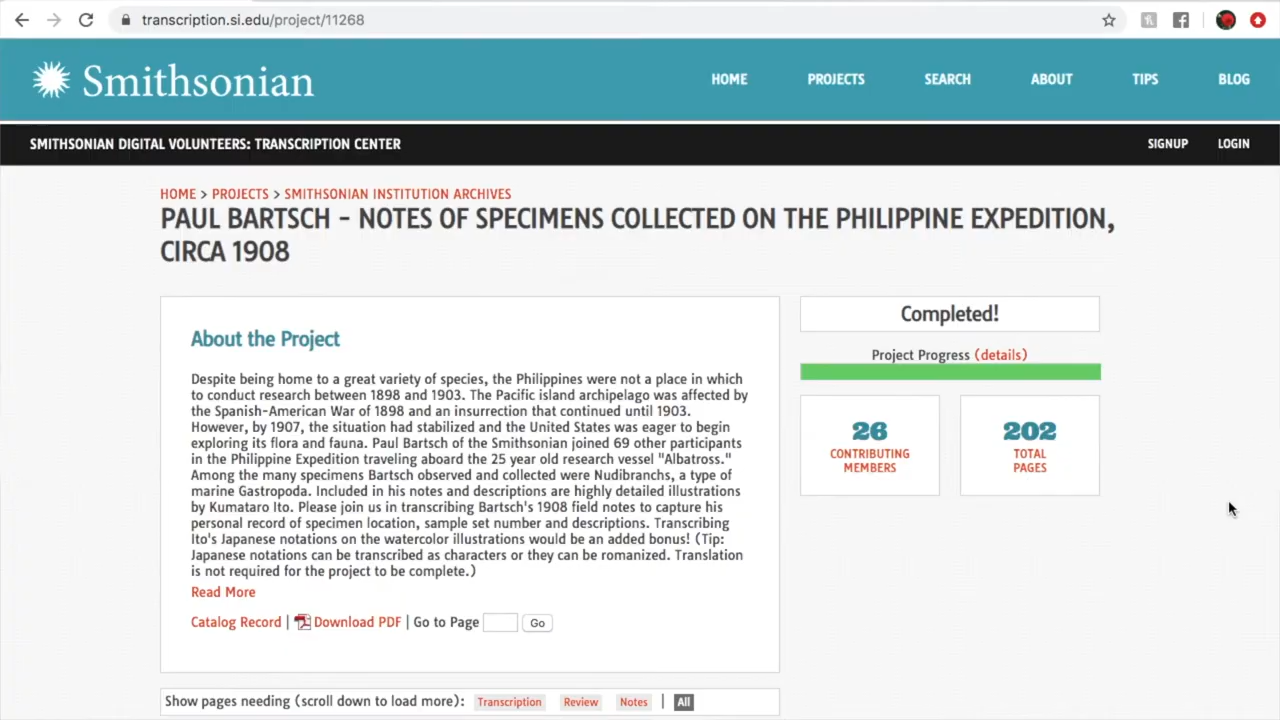 transcription.si.edu/project/11268
Smithsonian
HOME PROJECTS SEARCH ABOUT TIPS BLOG
SMITHSONIAN DIGITAL VOLUNTEERS: TRANSCRIPTION CENTER
SIGNUP LOGIN
HOME > PROJECTS > SMITHSONIAN INSTITUTION ARCHIVES
PAUL BARTSCH - NOTES OF SPECIMENS COLLECTED ON THE PHILIPPINE EXPEDITION,
CIRCA 1908
About the Project
Despite being home to a great variety of species, the Philippines were not a place in which
to conduct research between 1898 and 1903. The Pacific island archipelago was affected by
the Spanish-American War of 1898 and an insurrection that continued until 1903.
However, by 1907, the situation had stabilized and the United States was eager to begin
exploring its flora and fauna. Paul Bartsch of the Smithsonian joined 69 other participants
in the Philippine Expedition traveling aboard the 25 year old research vessel "Albatross."
Among the many specimens Bartsch observed and collected were Nudibranchs, a type of
marine Gastropoda. Included in his notes and descriptions are highly detailed illustrations
by Kumataro Ito. Please join us in transcribing Bartsch's 1908 field notes to capture his
personal record of specimen location, sample set number and descriptions. Transcribing
Ito's Japanese notations on the watercolor illustrations would be an added bonus! (Tip:
Japanese notations can be transcribed as characters or they can be romanized. Translation
is not required for the project to be complete.)
Read More
Catalog Record | Download PDF | Go to Page Go
Completed!
Project Progress (details)
26
CONTRIBUTING
MEMBERS
202
TOTAL
PAGES
Show pages needing (scroll down to load more): Transcription Review Notes | All